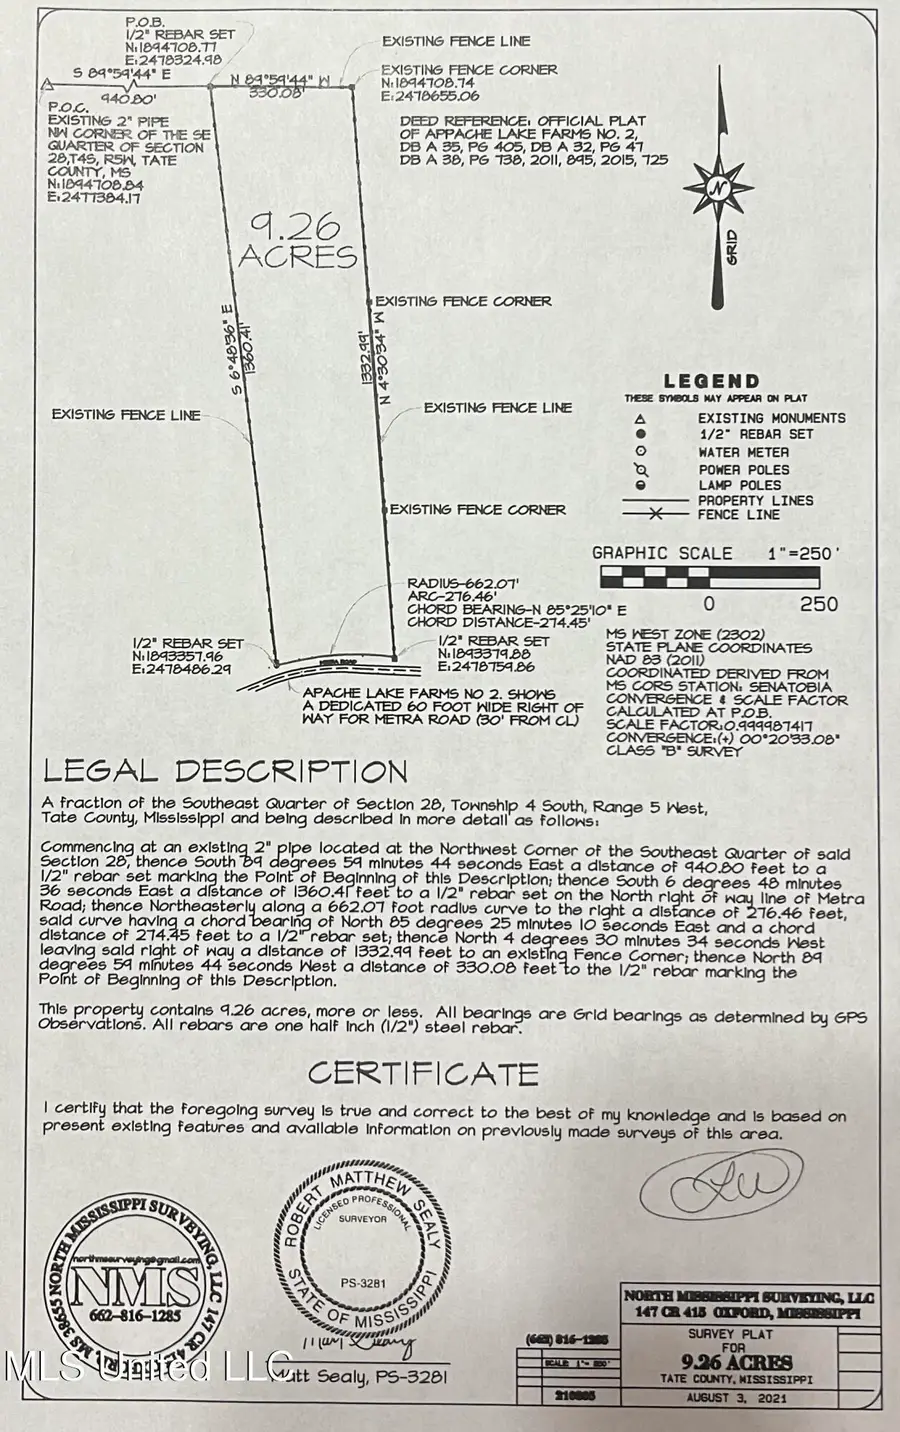 P.O.B.
1/2" REBAR SET
N:1894708.77
E:2478324.98
S 89°59'44" E
940.80'
P.O.C.
EXISTING 2" PIPE
NW CORNER OF THE SE
QUARTER OF SECTION
28,T4S, R5W, TATE
COUNTY, MS
N:1894708.84
E:2477384.17
N 89°59'44" W
330.08'
EXISTING FENCE LINE
EXISTING FENCE CORNER
N:1894708.74
E:2478655.06
DEED REFERENCE: OFFICIAL PLAT
OF APPACHE LAKE FARMS NO. 2,
DB A 35, PG 405, DB A 32, PG 47
DB A 38, PG 738, 2011, 895, 2015, 725
N
GRID
9.26
ACRES
EXISTING FENCE CORNER
S 6°48'36" E
1360.41'
1332.99'
N 4°30'34" W
EXISTING FENCE LINE
EXISTING FENCE LINE
EXISTING FENCE CORNER
LEGEND
THESE SYMBOLS MAY APPEAR ON PLAT
EXISTING MONUMENTS
1/2" REBAR SET
WATER METER
POWER POLES
LAMP POLES
PROPERTY LINES
FENCE LINE
GRAPHIC SCALE 1"=250'
0 250
RADIUS-662.07'
ARC-276.46'
CHORD BEARING-N 85°25'10" E
CHORD DISTANCE-274.45'
1/2" REBAR SET
N:1893357.96
E:2478486.29
1/2" REBAR SET
N:1893379.88
E:2478759.86
METRA ROAD
APACHE LAKE FARMS NO 2. SHOWS
A DEDICATED 60 FOOT WIDE RIGHT OF
WAY FOR METRA ROAD (30' FROM CL)
MS WEST ZONE (2302)
STATE PLANE COORDINATES
NAD 83 (2011)
COORDINATED DERIVED FROM
MS CORS STATION: SENATOBIA
CONVERGENCE & SCALE FACTOR
CALCULATED AT P.O.B.
SCALE FACTOR:0.999987417
CONVERGENCE:(+) 00°20'33.08"
CLASS "B" SURVEY
LEGAL DESCRIPTION
A fraction of the Southeast Quarter of Section 28, Township 4 South, Range 5 West,
Tate County, Mississippi and being described in more detail as follows:
Commencing at an existing 2" pipe located at the Northwest Corner of the Southeast Quarter of said
Section 28, thence South 89 degrees 59 minutes 44 seconds East a distance of 940.80 feet to a
1/2" rebar set marking the Point of Beginning of this Description; thence South 6 degrees 48 minutes
36 seconds East a distance of 1360.41 feet to a 1/2" rebar set on the North right of way line of Metra
Road; thence Northeasterly along a 662.07 foot radius curve to the right a distance of 276.46 feet,
said curve having a chord bearing of North 85 degrees 25 minutes 10 seconds East and a chord
distance of 274.45 feet to a 1/2" rebar set; thence North 4 degrees 30 minutes 34 seconds West
leaving said right of way a distance of 1332.99 feet to an existing Fence Corner; thence North 89
degrees 59 minutes 44 seconds West a distance of 330.08 feet to the 1/2" rebar marking the
Point of Beginning of this Description.
This property contains 9.26 acres, more or less. All bearings are Grid bearings as determined by GPS
Observations. All rebars are one half inch (1/2") steel rebar.
CERTIFICATE
I certify that the foregoing survey is true and correct to the best of my knowledge and is based on
present existing features and available information on previously made surveys of this area.
NORTH MISSISSIPPI SURVEYING, LLC 147 CR 415 MS 38655
northmssurveying@gmail.com
NMS
662-816-1285
ROBERT MATTHEW SEALY
LICENSED PROFESSIONAL
SURVEYOR
PS-3281
STATE OF MISSISSIPPI
Matt Sealy, PS-3281
MLS United LLC
NORTH MISSISSIPPI SURVEYING, LLC
147 CR 415 OXFORD, MISSISSIPPI
(662) 816-1285
SCALE: 1"= 250'
210805
SURVEY PLAT
FOR
9.26 ACRES
TATE COUNTY, MISSISSIPPI
AUGUST 3, 2021